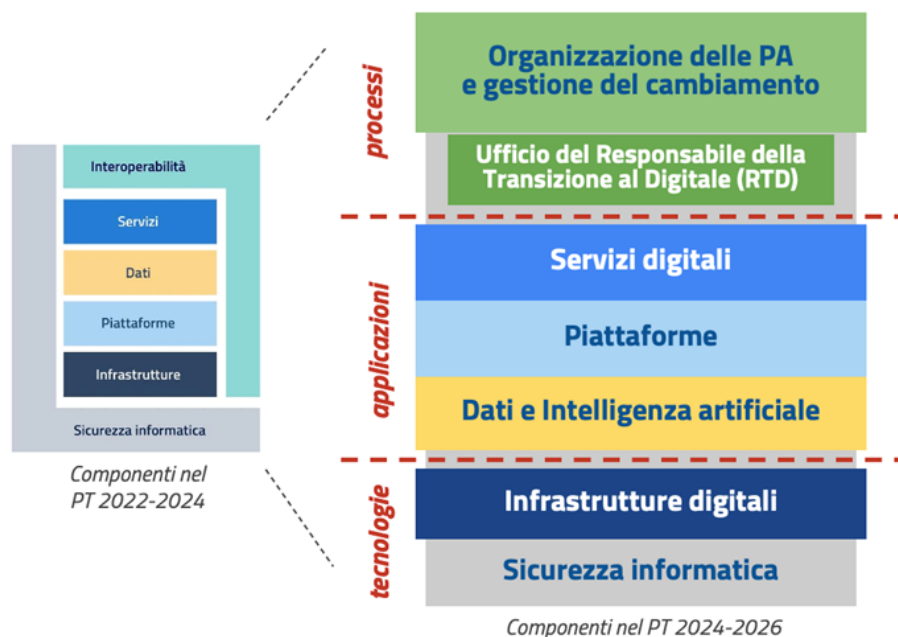 Interoperabilità
Servizi
Dati
Piattaforme
Infrastrutture
Sicurezza informatica
Componenti nel
PT 2022-2024
processi
Organizzazione delle PA
e gestione del cambiamento
Ufficio del Responsabile della
Transizione al Digitale (RTD)
applicazioni
Servizi digitali
Piattaforme
Dati e Intelligenza artificiale
tecnologie
Infrastrutture digitali
Sicurezza informatica
Componenti nel PT 2024-2026